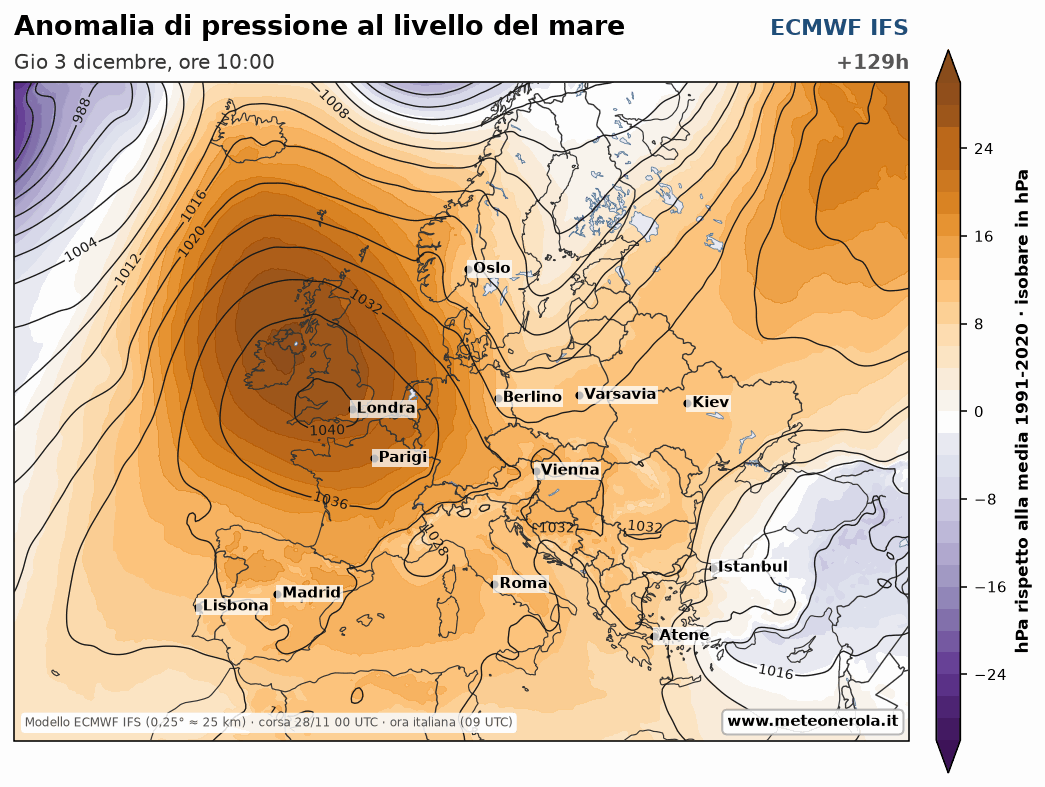 Anomalia di pressione al livello del mare
ECMWF IFS
Gio 3 dicembre, ore 10:00
+129h
988
1008
1016
1004
1020
1012
1032
Oslo
Londra
1040
Berlino
Varsavia
Kiev
Parigi
Vienna
1036
1028
1032
1032
Istanbul
Roma
Madrid
Lisbona
Atene
1016
Modello ECMWF IFS (0,25° ≈ 25 km) · corsa 28/11 00 UTC · ora italiana (09 UTC)
www.meteonerola.it
24
16
8
0
−8
−16
−24
hPa rispetto alla media 1991-2020 · isobare in hPa